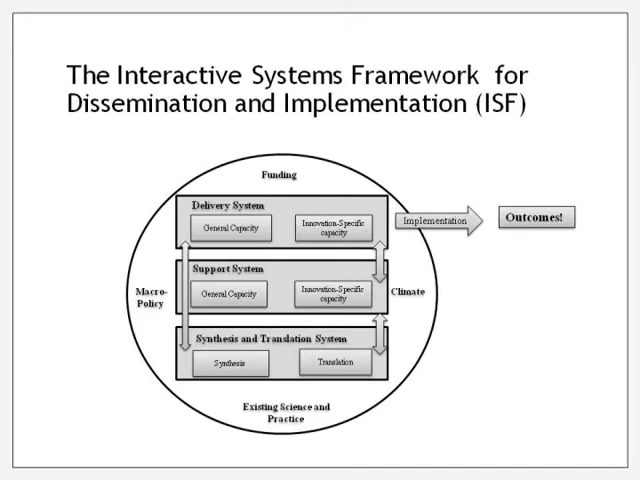 The Interactive Systems Framework for
Dissemination and Implementation (ISF)
Funding
Delivery System
General Capacity
Innovation-Specific
capacity
Implementation
Outcomes!
Support System
General Capacity
Innovation-Specific
capacity
Macro-
Policy
Climate
Synthesis and Translation System
Synthesis
Translation
Existing Science and
Practice